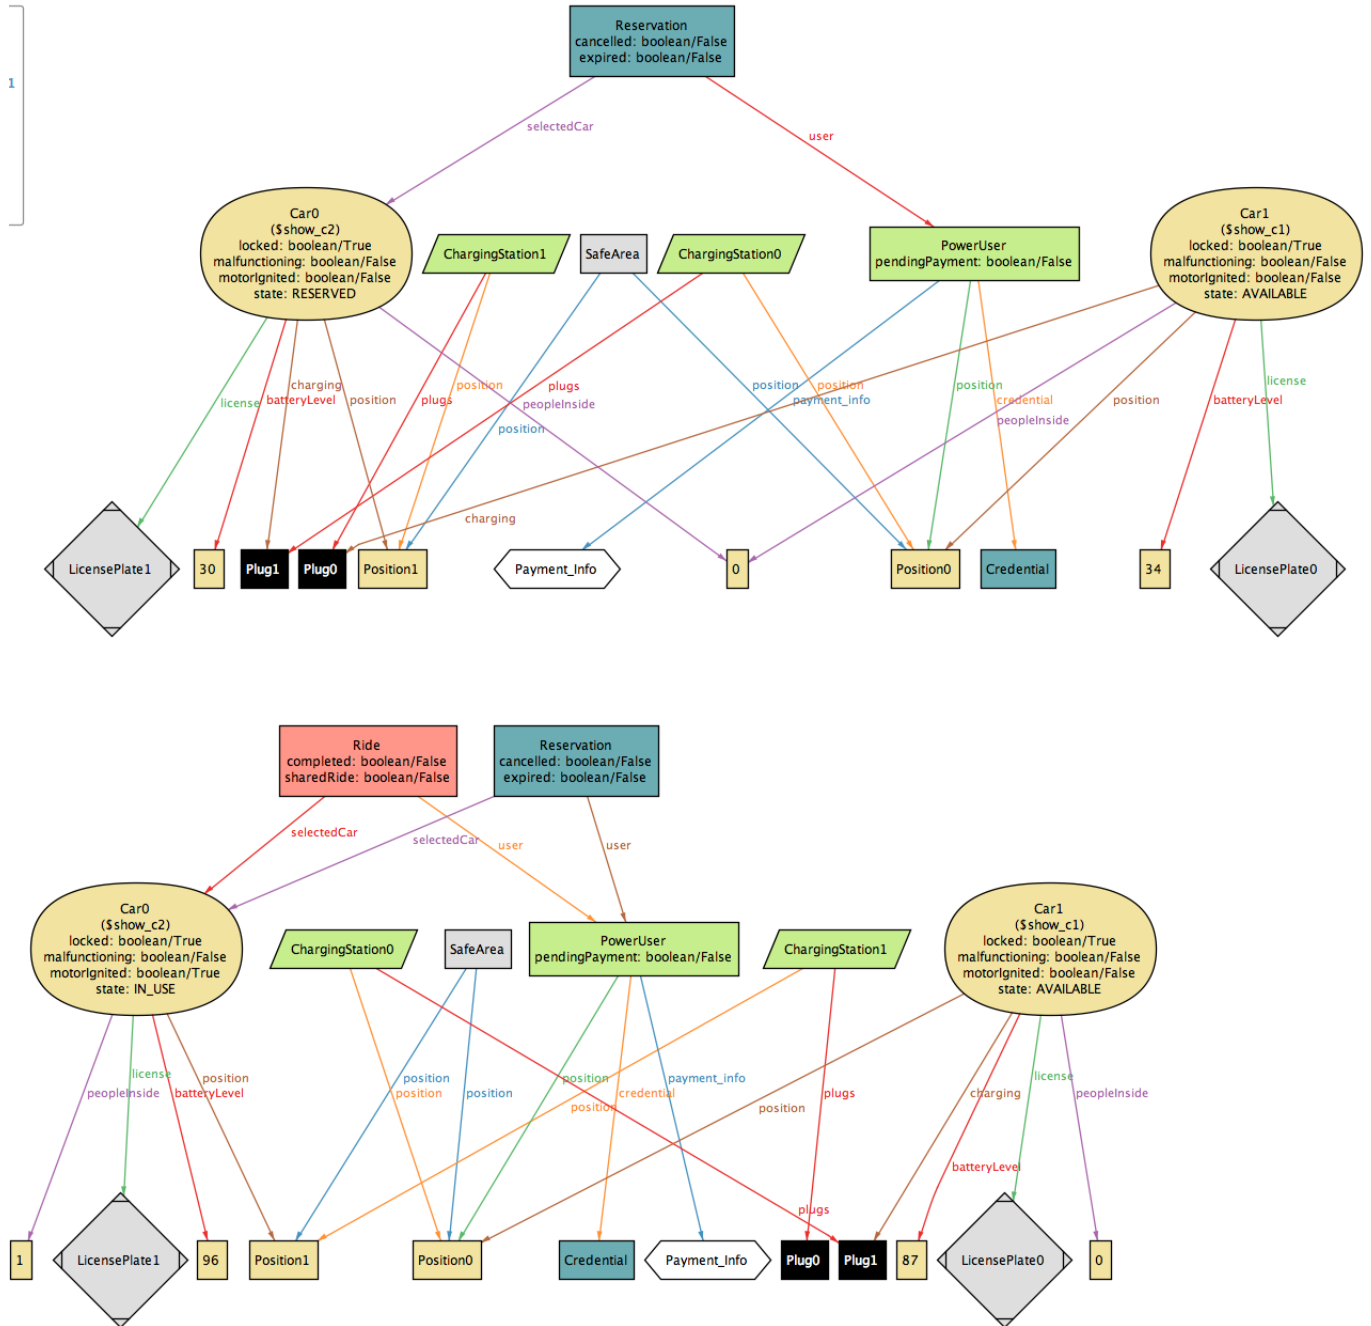 Reservation
cancelled: boolean/False
expired: boolean/False
1
selectedCar
user
Car0
($show_c2)
locked: boolean/True
malfunctioning: boolean/False
motorIgnited: boolean/False
state: RESERVED
ChargingStation1
SafeArea
ChargingStation0
PowerUser
pendingPayment: boolean/False
Car1
($show_c1)
locked: boolean/True
malfunctioning: boolean/False
motorIgnited: boolean/False
state: AVAILABLE
license
batteryLevel
charging
position
plugs
position
peopleInside
position
plugs
position
position
payment_info
position
credential
peopleInside
position
batteryLevel
license
charging
LicensePlate1
30
Plug1
Plug0
Position1
Payment_Info
0
Position0
Credential
34
LicensePlate0
Ride
completed: boolean/False
sharedRide: boolean/False
Reservation
cancelled: boolean/False
expired: boolean/False
selectedCar
selectedCar
user
user
Car0
($show_c2)
locked: boolean/True
malfunctioning: boolean/False
motorIgnited: boolean/True
state: IN_USE
ChargingStation0
SafeArea
PowerUser
pendingPayment: boolean/False
ChargingStation1
Car1
($show_c1)
locked: boolean/True
malfunctioning: boolean/False
motorIgnited: boolean/False
state: AVAILABLE
peopleInside
license
batteryLevel
position
position
position
position
position
position
credential
payment_info
plugs
position
charging
license
peopleInside
batteryLevel
plugs
1
LicensePlate1
96
Position1
Position0
Credential
Payment_Info
Plug0
Plug1
87
LicensePlate0
0